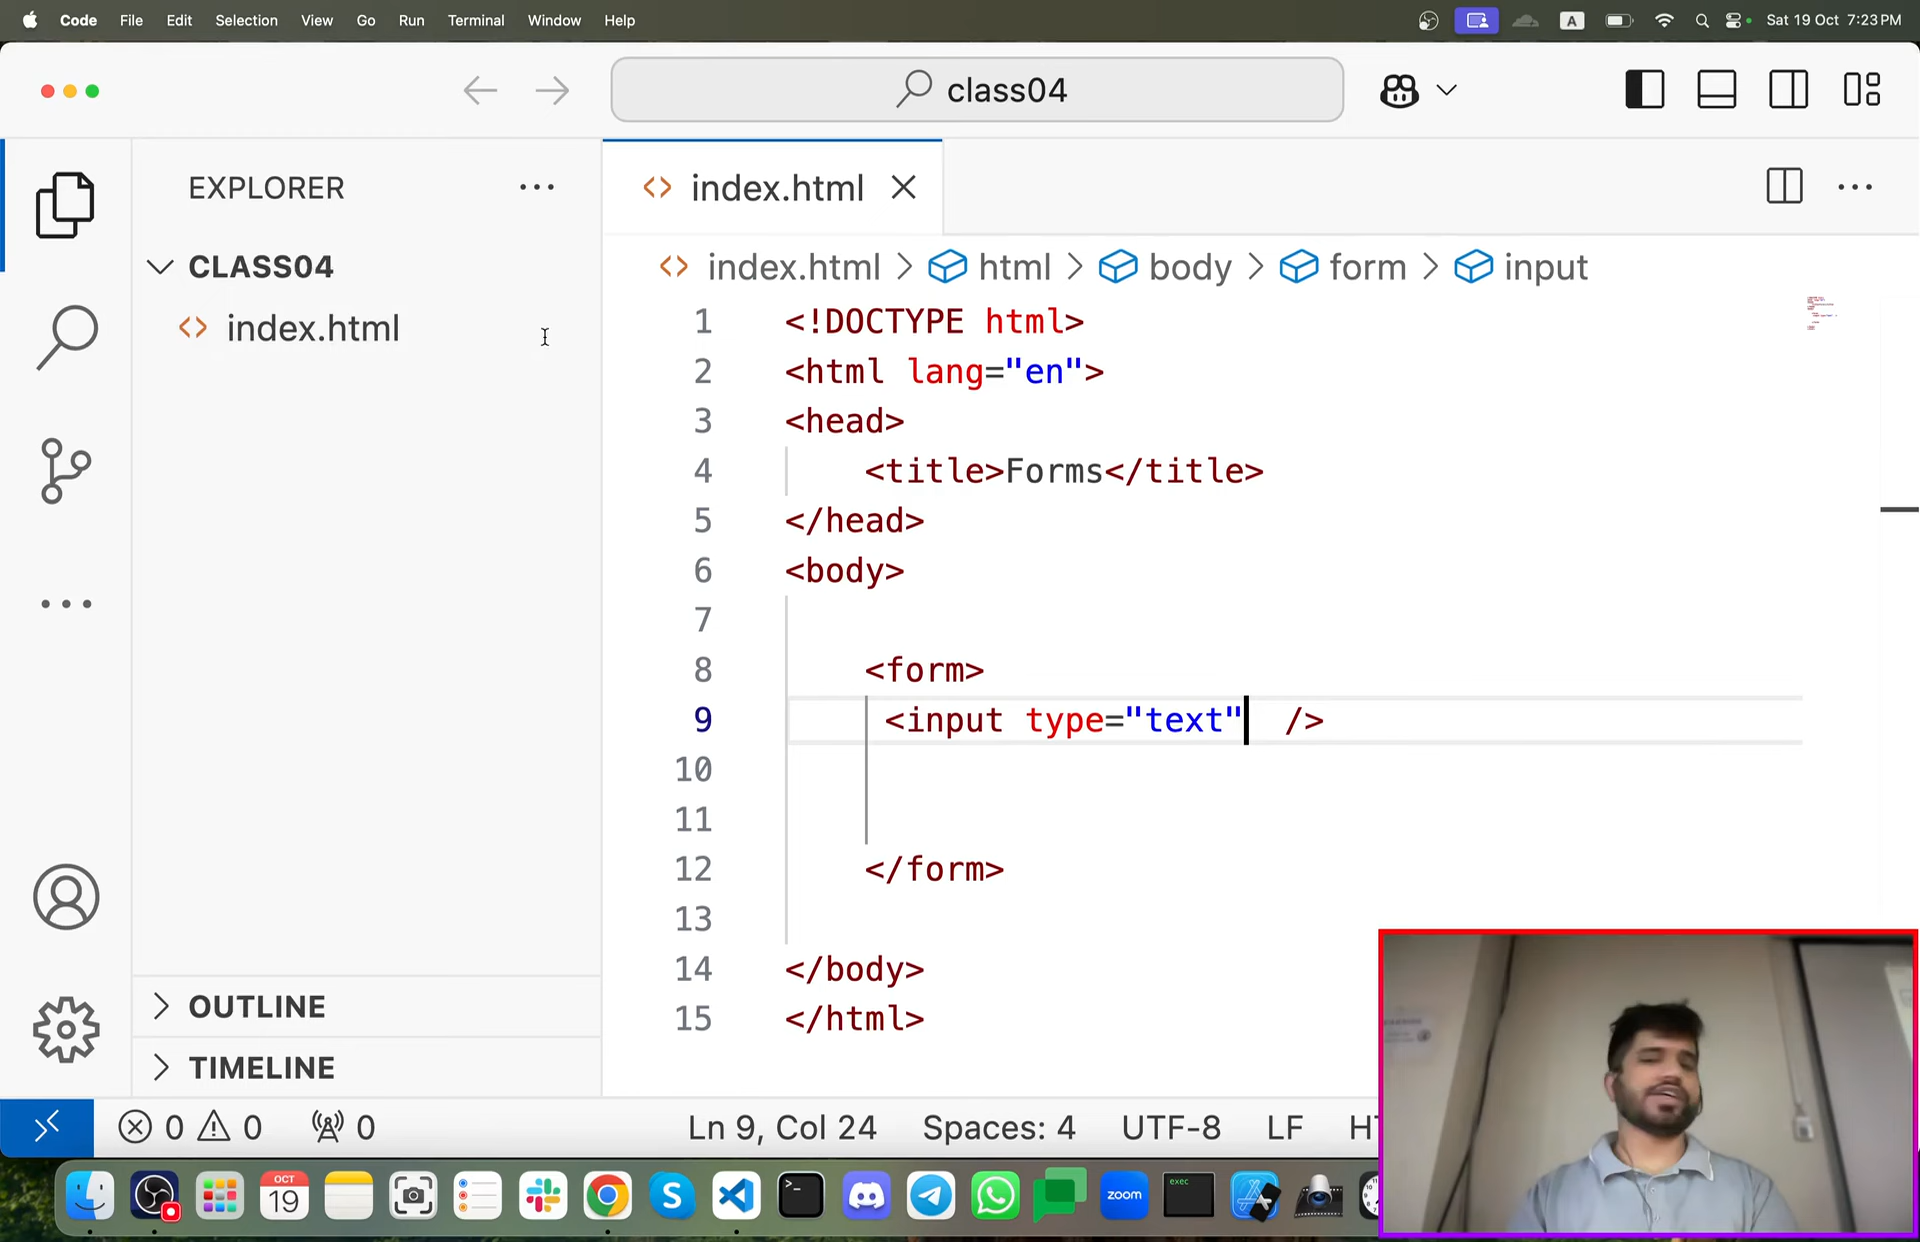 Code File Edit Selection View Go Run Terminal Window Help A Sat 19 Oct 7:23 PM
class04
EXPLORER ···
CLASS04
index.html
OUTLINE
TIMELINE
index.html
index.html > html > body > form > input
1 <!DOCTYPE html>
2 <html lang="en">
3 <head>
4 <title>Forms</title>
5 </head>
6 <body>
7
8 <form>
9 <input type="text"  />
10
11
12 </form>
13
14 </body>
15 </html>
0 0 0 Ln 9, Col 24 Spaces: 4 UTF-8 LF
OCT
19
S
>_
zoom
exec